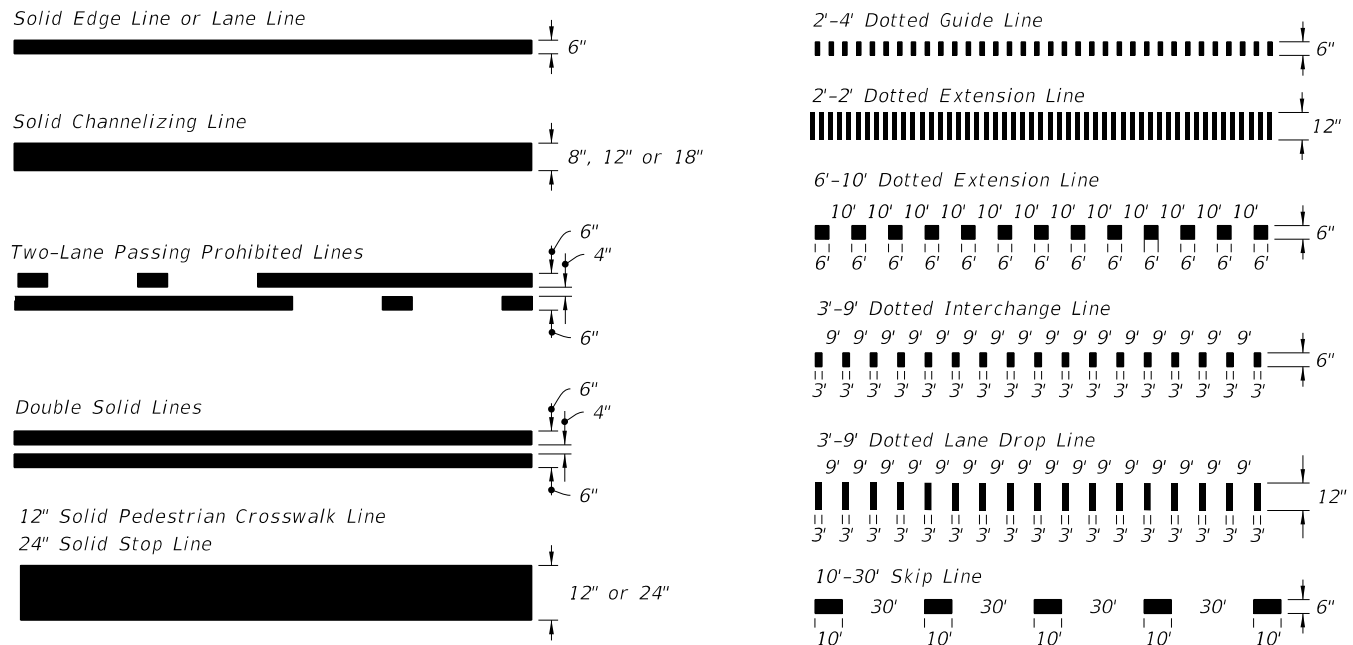 Solid Edge Line or Lane Line
6"
Solid Channelizing Line
8", 12" or 18"
Two-Lane Passing Prohibited Lines
6"
4"
6"
Double Solid Lines
6"
4"
6"
12" Solid Pedestrian Crosswalk Line
24" Solid Stop Line
12" or 24"
2'-4' Dotted Guide Line
6"
2'-2' Dotted Extension Line
12"
6'-10' Dotted Extension Line
10' 10' 10' 10' 10' 10' 10' 10' 10' 10' 10' 10'
6"
6' 6' 6' 6' 6' 6' 6' 6' 6' 6' 6' 6' 6'
3'-9' Dotted Interchange Line
9' 9' 9' 9' 9' 9' 9' 9' 9' 9' 9' 9' 9' 9' 9' 9'
6"
3' 3' 3' 3' 3' 3' 3' 3' 3' 3' 3' 3' 3' 3' 3' 3' 3'
3'-9' Dotted Lane Drop Line
9' 9' 9' 9' 9' 9' 9' 9' 9' 9' 9' 9' 9' 9' 9' 9'
12"
3' 3' 3' 3' 3' 3' 3' 3' 3' 3' 3' 3' 3' 3' 3' 3' 3'
10'-30' Skip Line
30' 30' 30' 30'
6"
10' 10' 10' 10' 10'